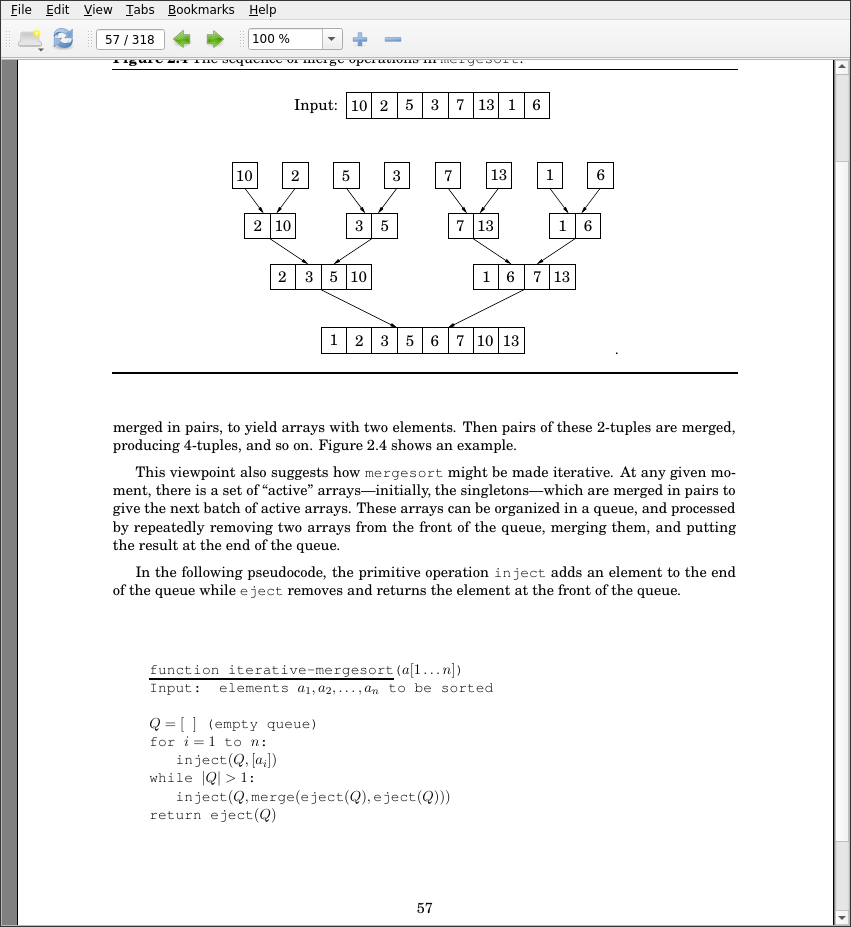 File Edit View Tabs Bookmarks Help
57 / 318 100 %
Figure 2.4 The sequence of merge operations in mergesort.
Input: 10 2 5 3 7 13 1 6
10 2 5 3 7 13 1 6
2 10 3 5 7 13 1 6
2 3 5 10 1 6 7 13
1 2 3 5 6 7 10 13
.
merged in pairs, to yield arrays with two elements. Then pairs of these 2-tuples are merged,
producing 4-tuples, and so on. Figure 2.4 shows an example.
This viewpoint also suggests how mergesort might be made iterative. At any given mo-
ment, there is a set of “active” arrays—initially, the singletons—which are merged in pairs to
give the next batch of active arrays. These arrays can be organized in a queue, and processed
by repeatedly removing two arrays from the front of the queue, merging them, and putting
the result at the end of the queue.
In the following pseudocode, the primitive operation inject adds an element to the end
of the queue while eject removes and returns the element at the front of the queue.
function iterative-mergesort(a[1...n])
Input: elements a₁,a₂,...,aₙ to be sorted
Q = [ ] (empty queue)
for i = 1 to n:
inject(Q,[aᵢ])
while |Q| > 1:
inject(Q,merge(eject(Q),eject(Q)))
return eject(Q)
57